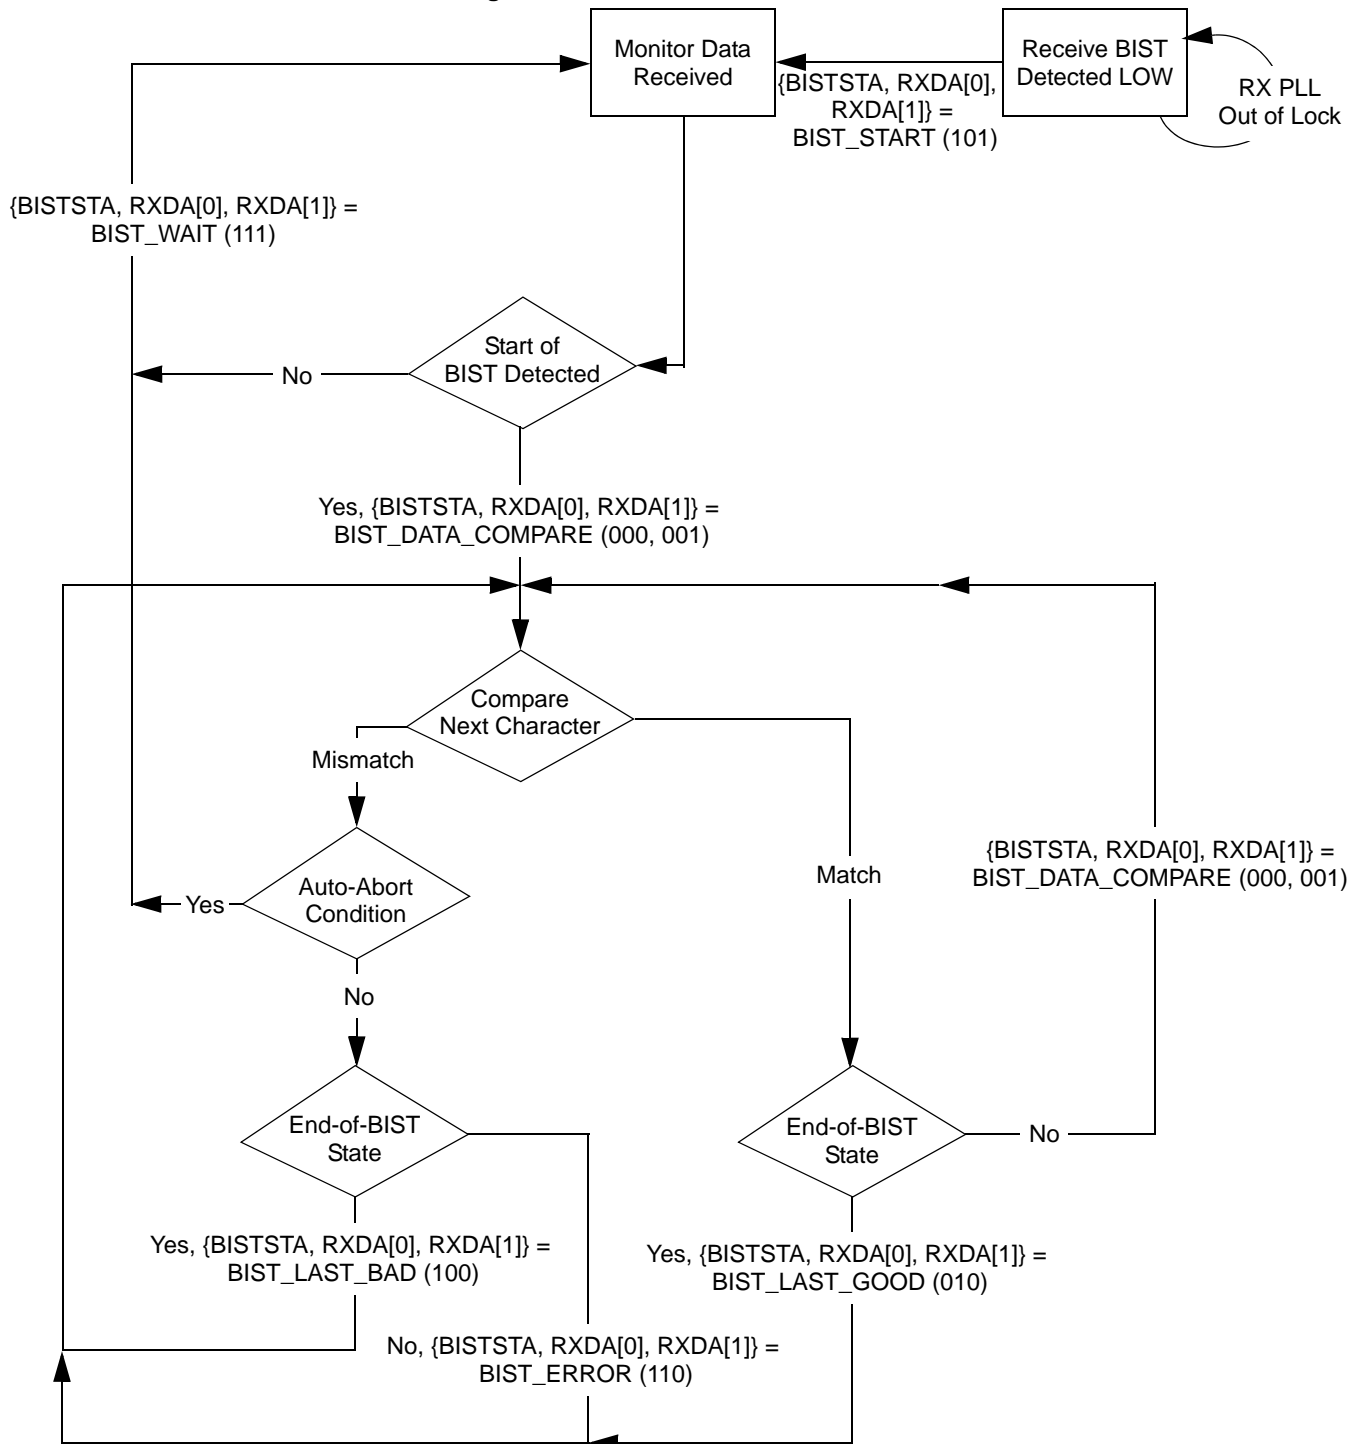 Monitor Data
Received
Receive BIST
Detected LOW
RX PLL
Out of Lock
{BISTSTA, RXDA[0],
RXDA[1]} =
BIST_START (101)
{BISTSTA, RXDA[0], RXDA[1]} =
BIST_WAIT (111)
Start of
BIST Detected
No
Yes, {BISTSTA, RXDA[0], RXDA[1]} =
BIST_DATA_COMPARE (000, 001)
Compare
Next Character
Mismatch
Match
{BISTSTA, RXDA[0], RXDA[1]} =
BIST_DATA_COMPARE (000, 001)
Auto-Abort
Condition
Yes
No
End-of-BIST
State
End-of-BIST
State
No
Yes, {BISTSTA, RXDA[0], RXDA[1]} =
BIST_LAST_BAD (100)
Yes, {BISTSTA, RXDA[0], RXDA[1]} =
BIST_LAST_GOOD (010)
No, {BISTSTA, RXDA[0], RXDA[1]} =
BIST_ERROR (110)